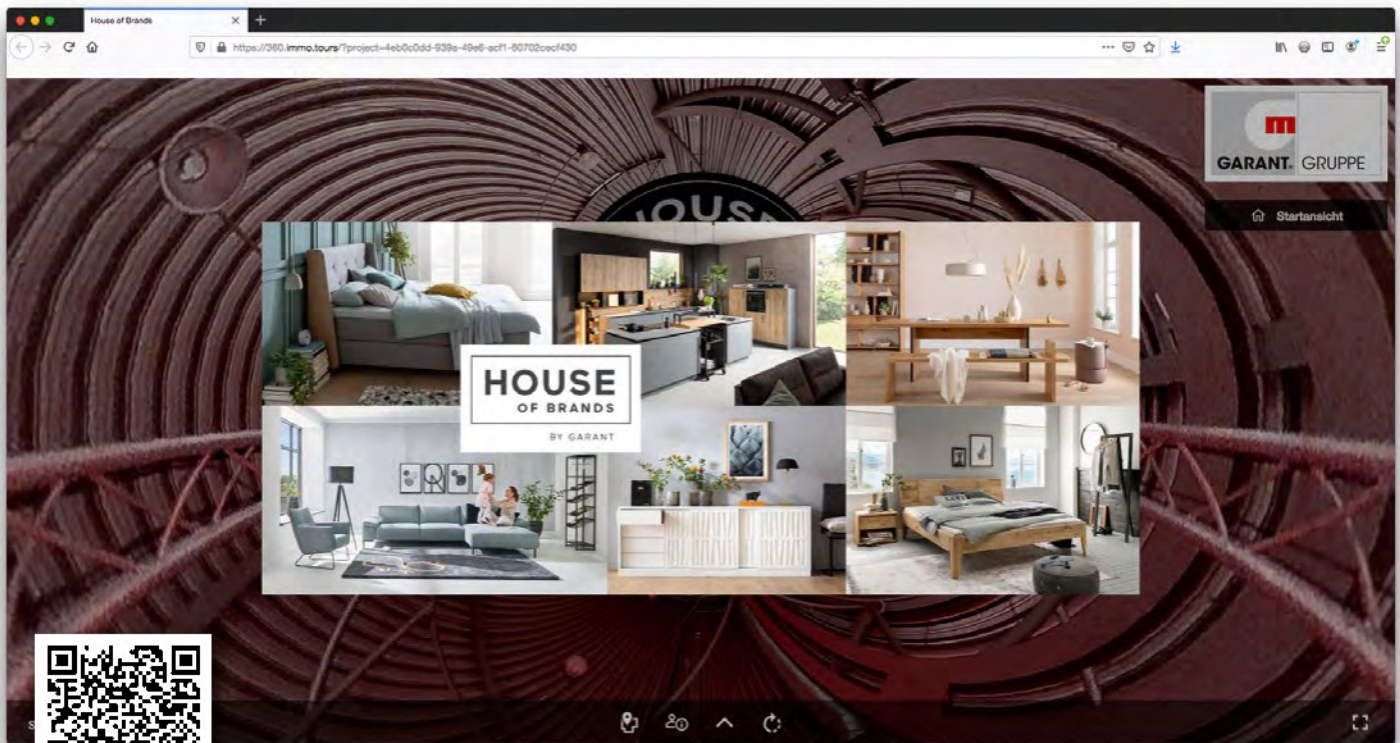 House of Brands
https://360.immo.tours/?project=4eb0c0dd-939a-49e6-acf1-60702cecf430
m
GARANT® GRUPPE
Startansicht
HOUSE
HOUSE
OF BRANDS
BY GARANT
S